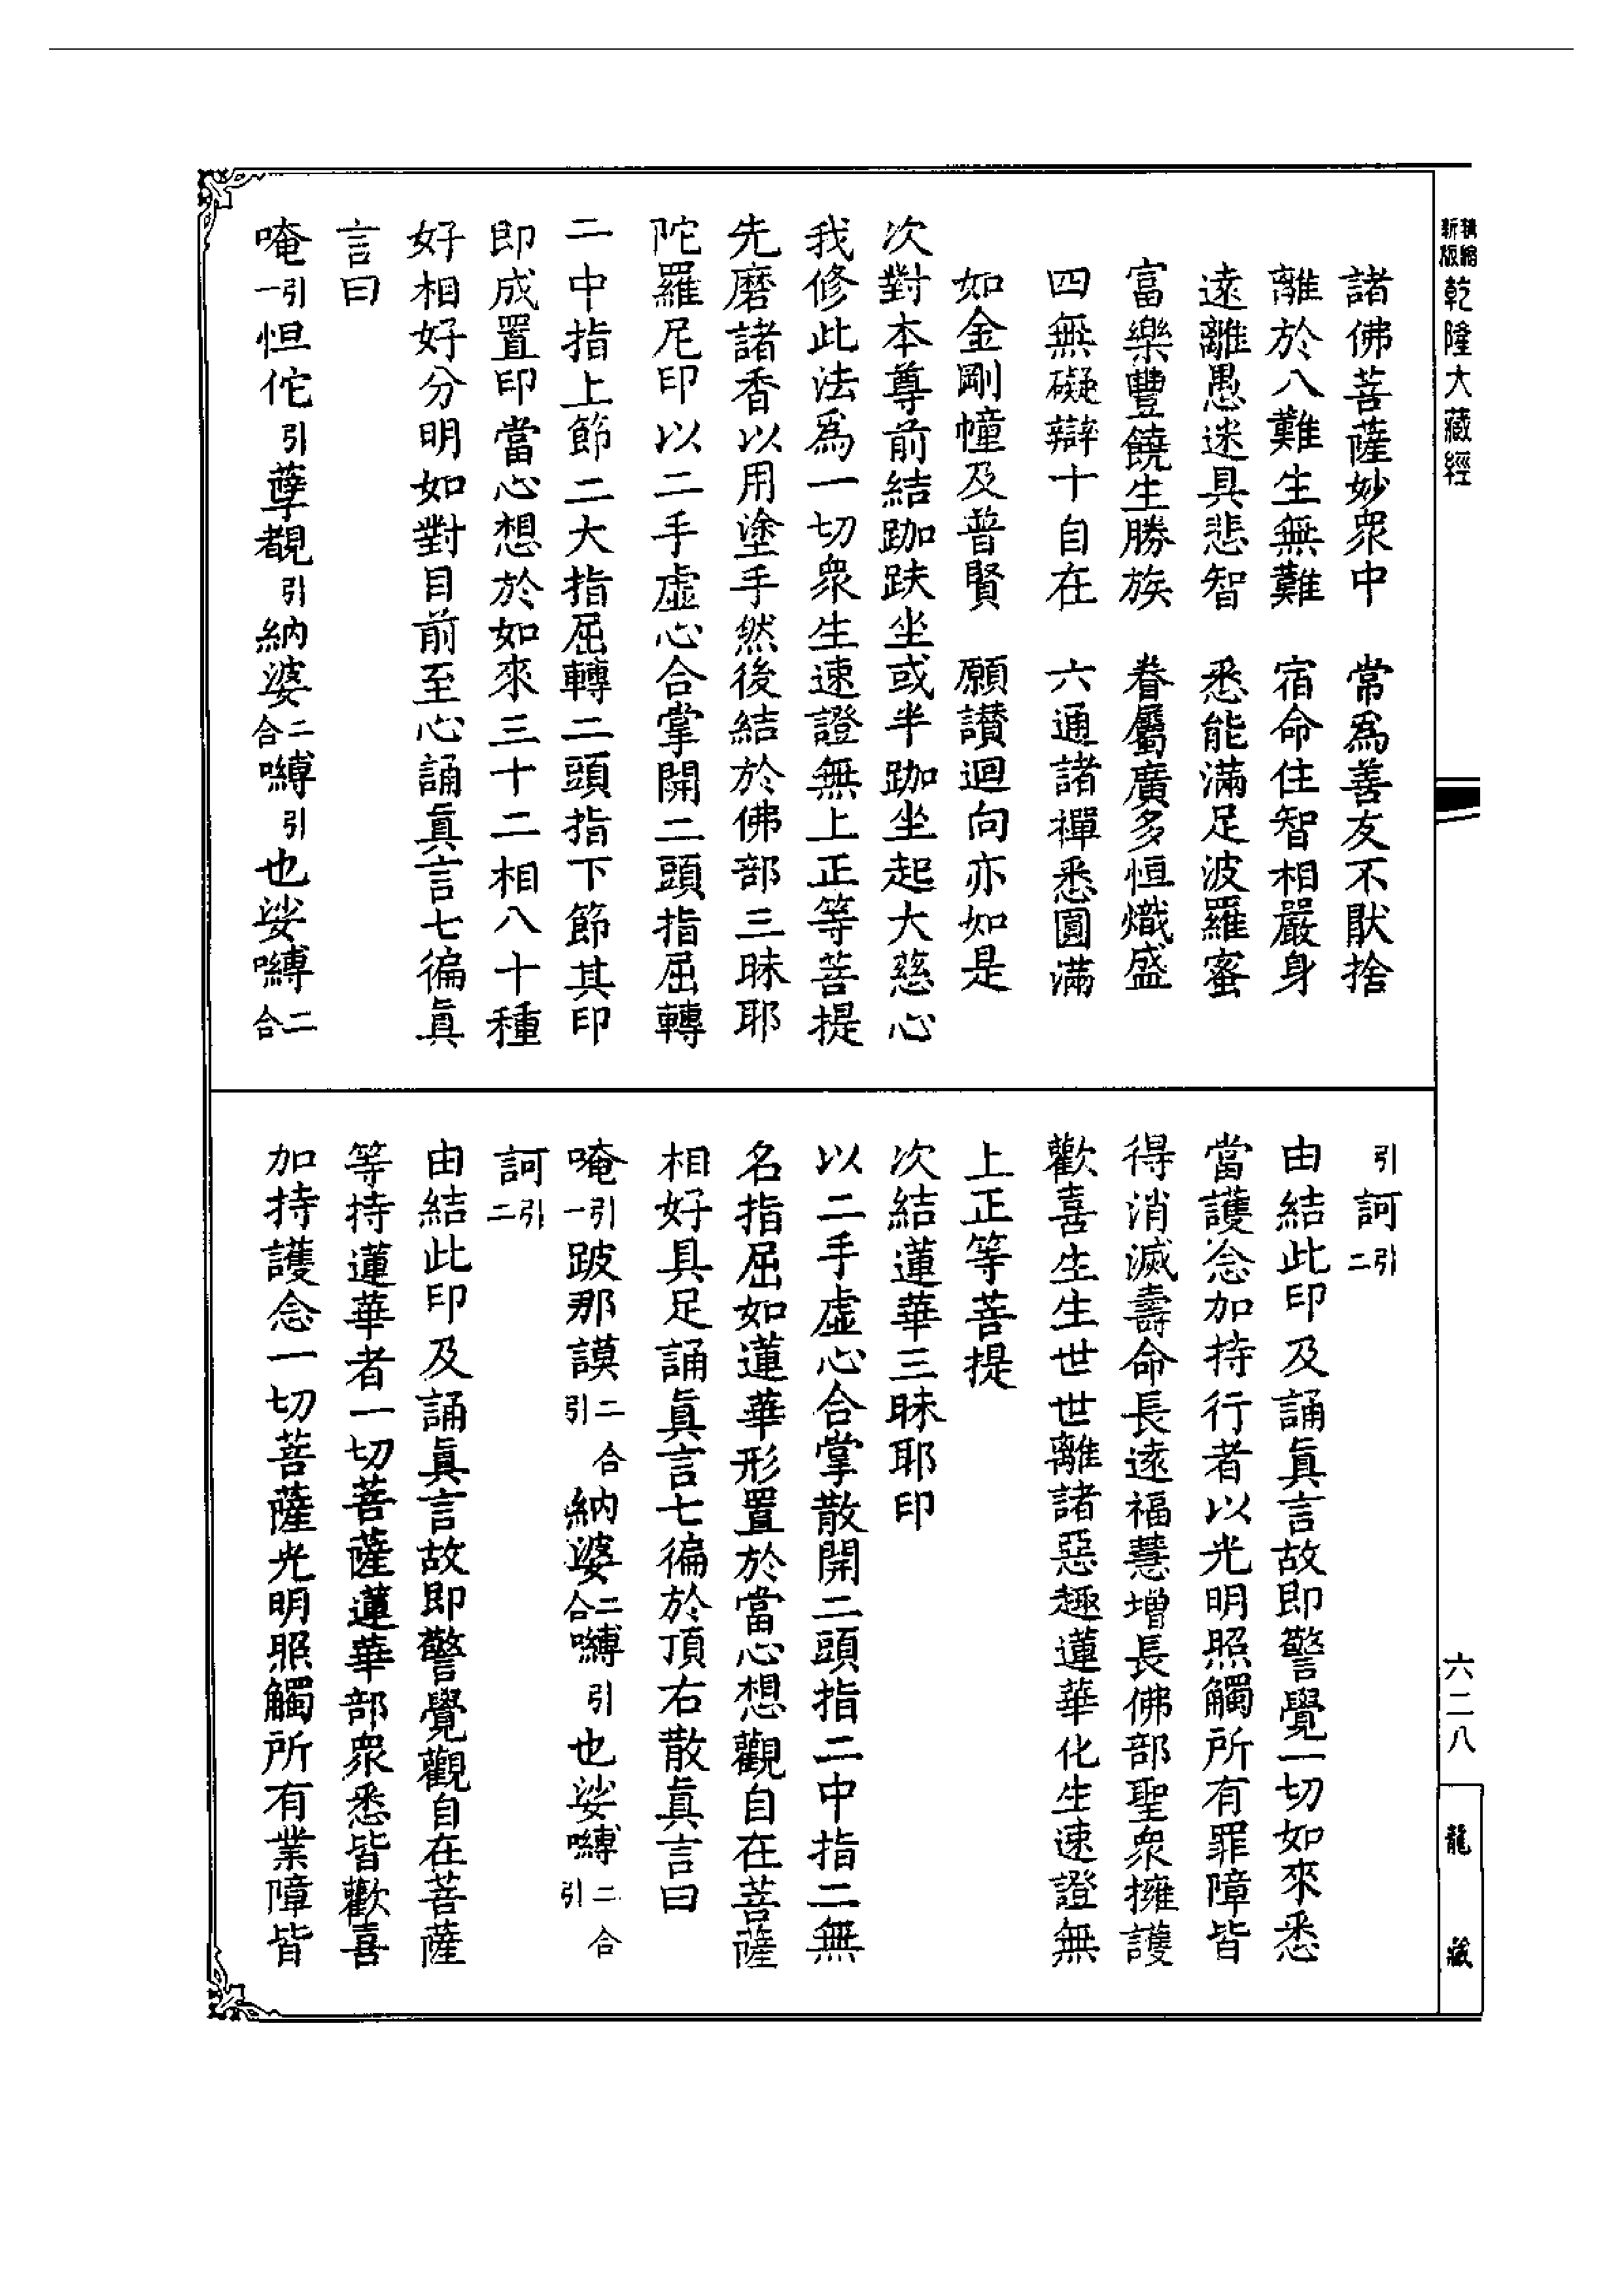 精縮新版乾隆大藏經
六二八
龍藏
諸佛菩薩妙衆中　常爲善友不猒捨
離於八難生無難　宿命住智相嚴身
遠離愚迷具悲智　悉能滿足波羅蜜
富樂豐饒生勝族　眷屬廣多恒熾盛
四無礙辯十自在　六通諸禪悉圓滿
如金剛幢及普賢　願讃迴向亦如是
次對本尊前結跏趺坐或半跏坐起大慈心
我修此法爲一切衆生速證無上正等菩提
先磨諸香以用塗手然後結於佛部三昧耶
陀羅尼印以二手虛心合掌開二頭指屈轉
二中指上節二大指屈轉二頭指下節其印
即成置印當心想於如來三十二相八十種
好相好分明如對目前至心誦眞言七徧眞
言曰
唵引一怛佗引孽覩引納婆二合嚩引也娑嚩二合
引訶引二
由結此印及誦眞言故即警覺一切如來悉
當護念加持行者以光明照觸所有罪障皆
得消滅壽命長遠福慧增長佛部聖衆擁護
歡喜生生世世離諸惡趣蓮華化生速證無
上正等菩提
次結蓮華三昧耶印
以二手虛心合掌散開二頭指二中指二無
名指屈如蓮華形置於當心想觀自在菩薩
相好具足誦眞言七徧於頂右散眞言曰
唵引一跛那謨二合引納婆二合嚩引也娑嚩二合引
訶引二
由結此印及誦眞言故即警覺觀自在菩薩
等持蓮華者一切菩薩蓮華部衆悉皆歡喜
加持護念一切菩薩光明照觸所有業障皆